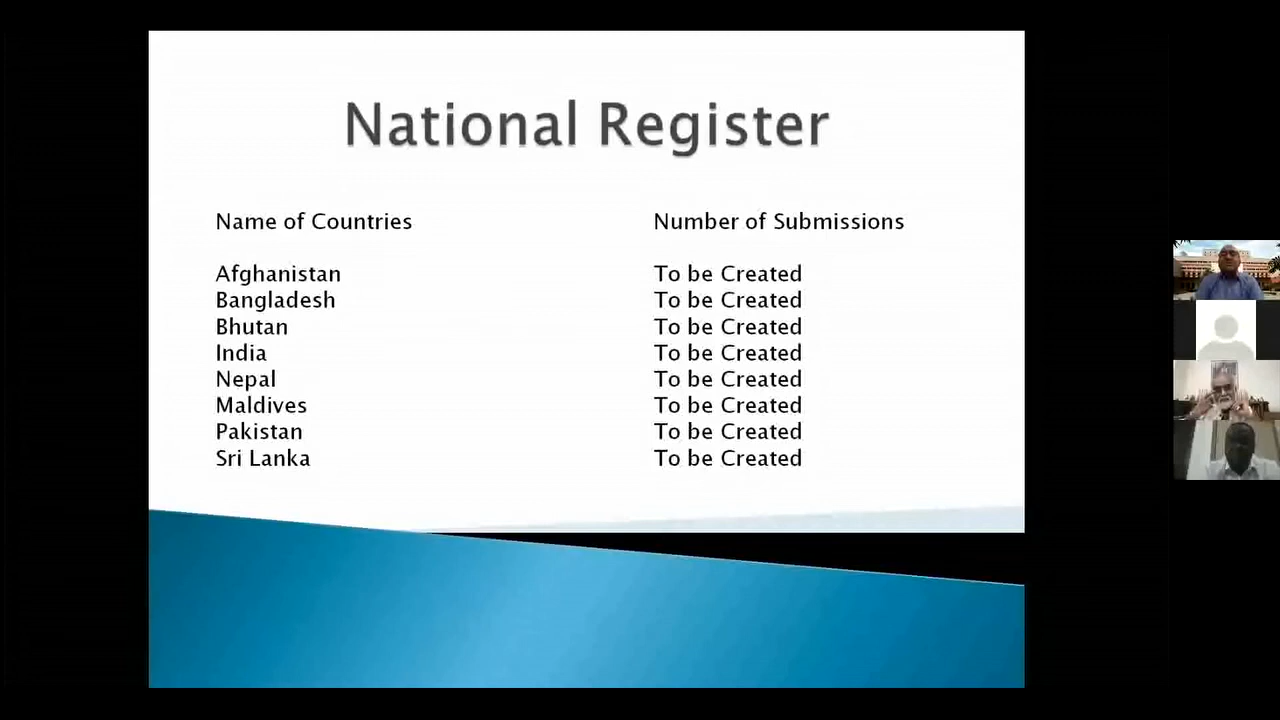 National Register
Name of Countries Number of Submissions
Afghanistan To be Created
Bangladesh To be Created
Bhutan To be Created
India To be Created
Nepal To be Created
Maldives To be Created
Pakistan To be Created
Sri Lanka To be Created